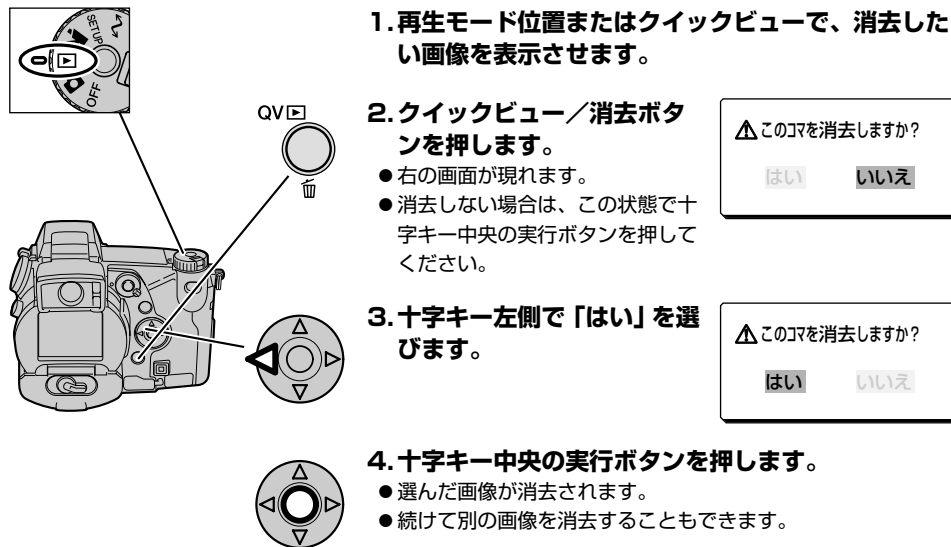 SETUP
OFF
QV
1.再生モード位置またはクイックビューで、消去した
い画像を表示させます。
2.クイックビュー／消去ボタ
ンを押します。
●右の画面が現れます。
●消去しない場合は、この状態で十
字キー中央の実行ボタンを押して
ください。
このコマを消去しますか?
はい いいえ
3.十字キー左側で「はい」を選
びます。
このコマを消去しますか?
はい いいえ
4.十字キー中央の実行ボタンを押します。
●選んだ画像が消去されます。
●続けて別の画像を消去することもできます。